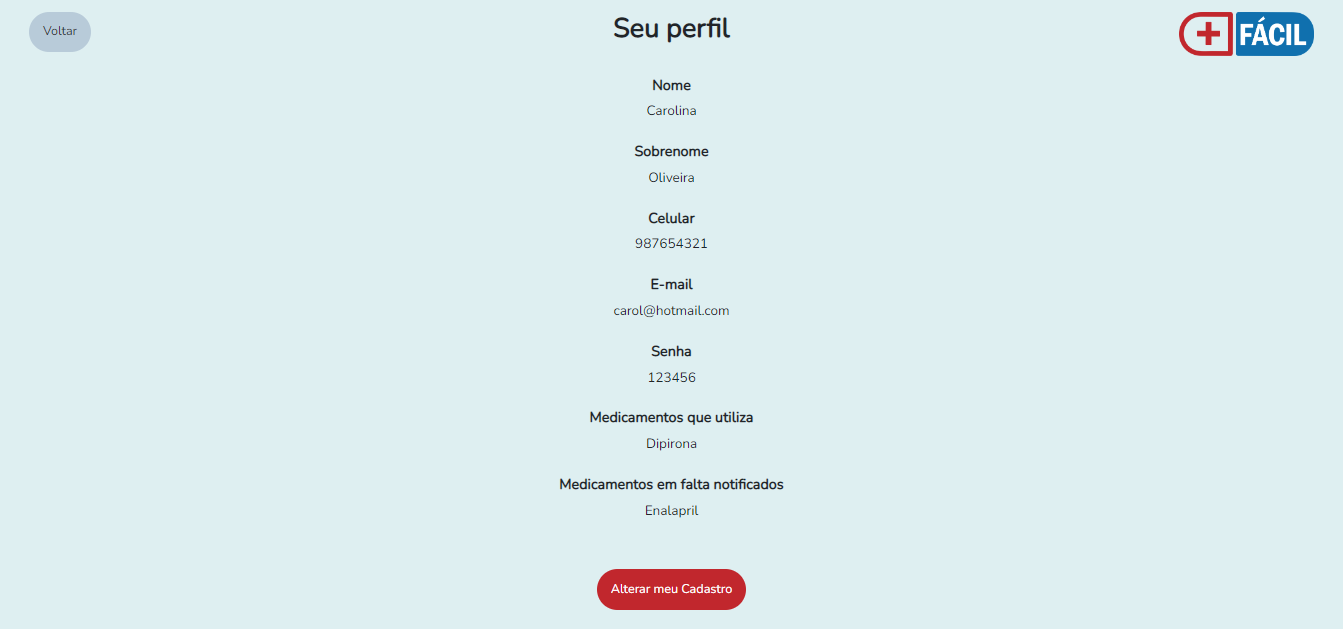 Voltar
Seu perfil
FÁCIL
Nome
Carolina
Sobrenome
Oliveira
Celular
987654321
E-mail
carol@hotmail.com
Senha
123456
Medicamentos que utiliza
Dipirona
Medicamentos em falta notificados
Enalapril
Alterar meu Cadastro